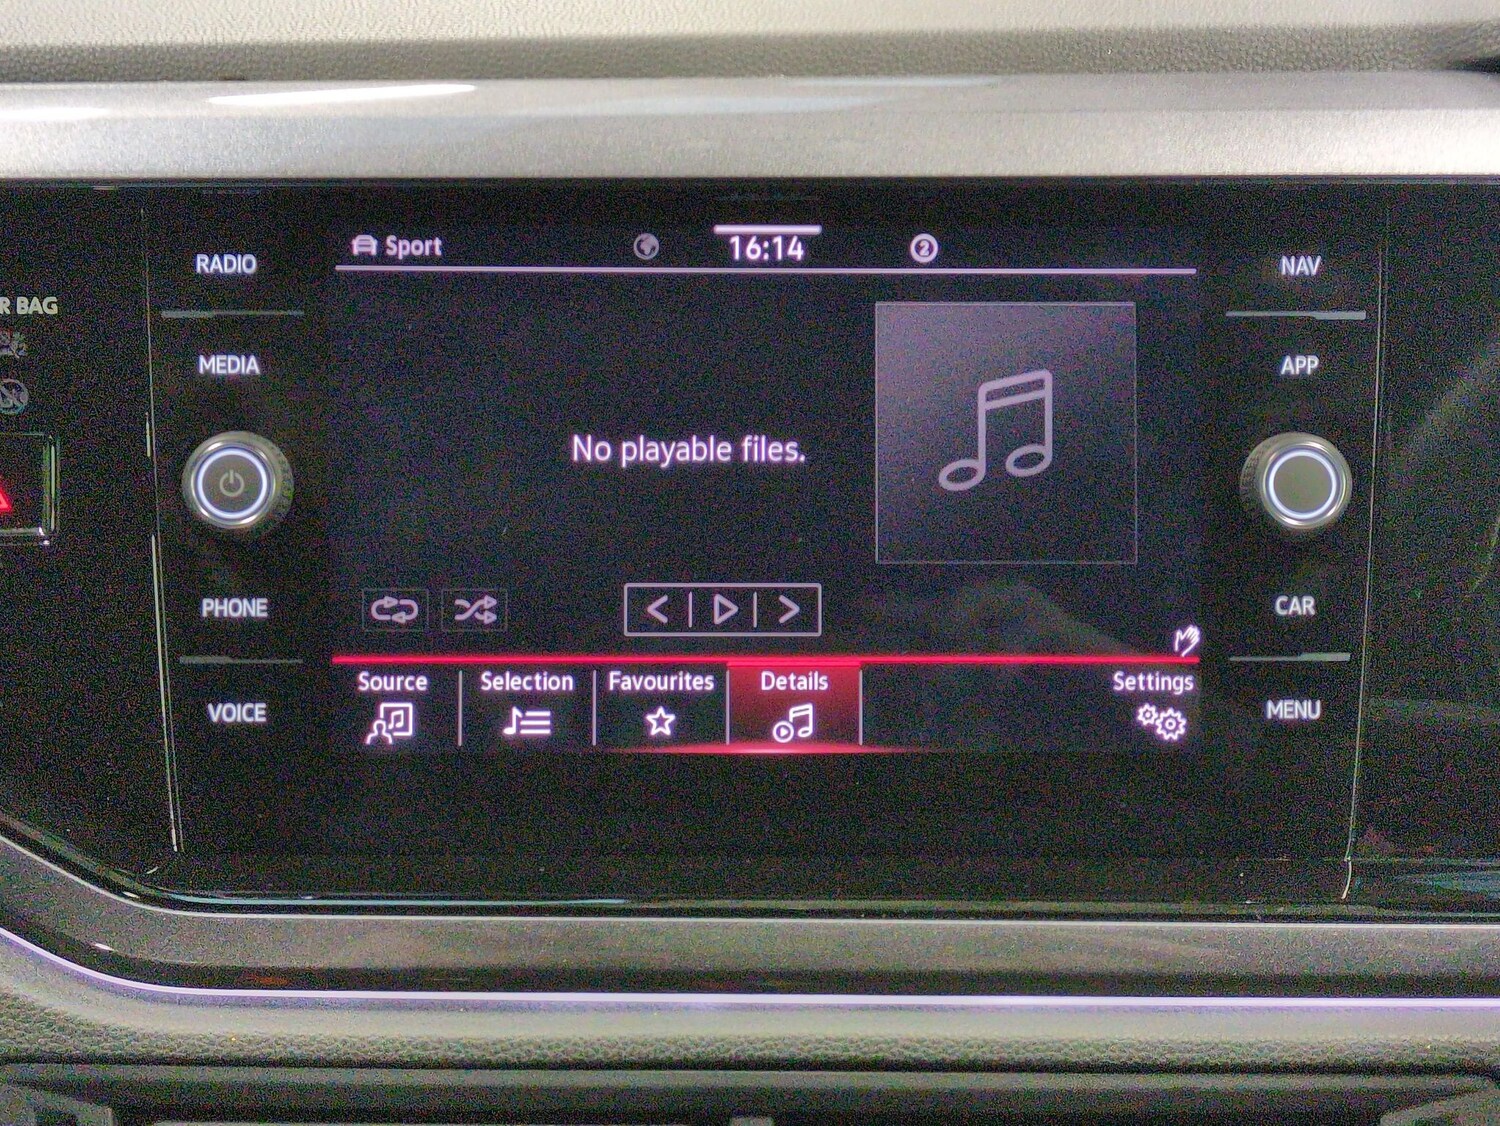 Sport 16:14 2
RADIO
NAV
R BAG
MEDIA
APP
No playable files.
PHONE
CAR
Source Selection Favourites Details Settings
VOICE
MENU